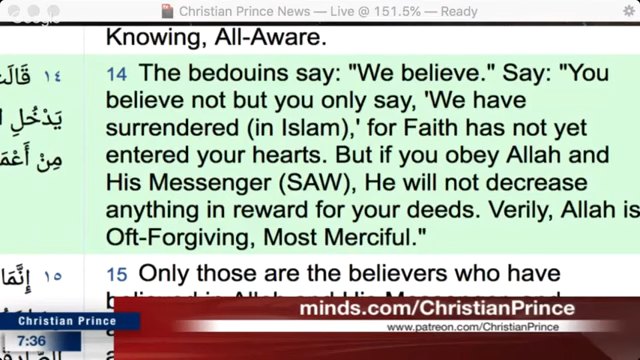 Christian Prince News — Live @ 151.5% — Ready
Google
Knowing, All-Aware.
١٤ قَالَتِ
14 The bedouins say: "We believe." Say: "You
believe not but you only say, 'We have
surrendered (in Islam),' for Faith has not yet
entered your hearts. But if you obey Allah and
His Messenger (SAW), He will not decrease
anything in reward for your deeds. Verily, Allah is
Oft-Forgiving, Most Merciful."
يَدْخُلِ
مِنْ
١٥
15 Only those are the believers who have
minds.com/ChristianPrince
www.patreon.com/ChristianPrince
Christian Prince
7:36